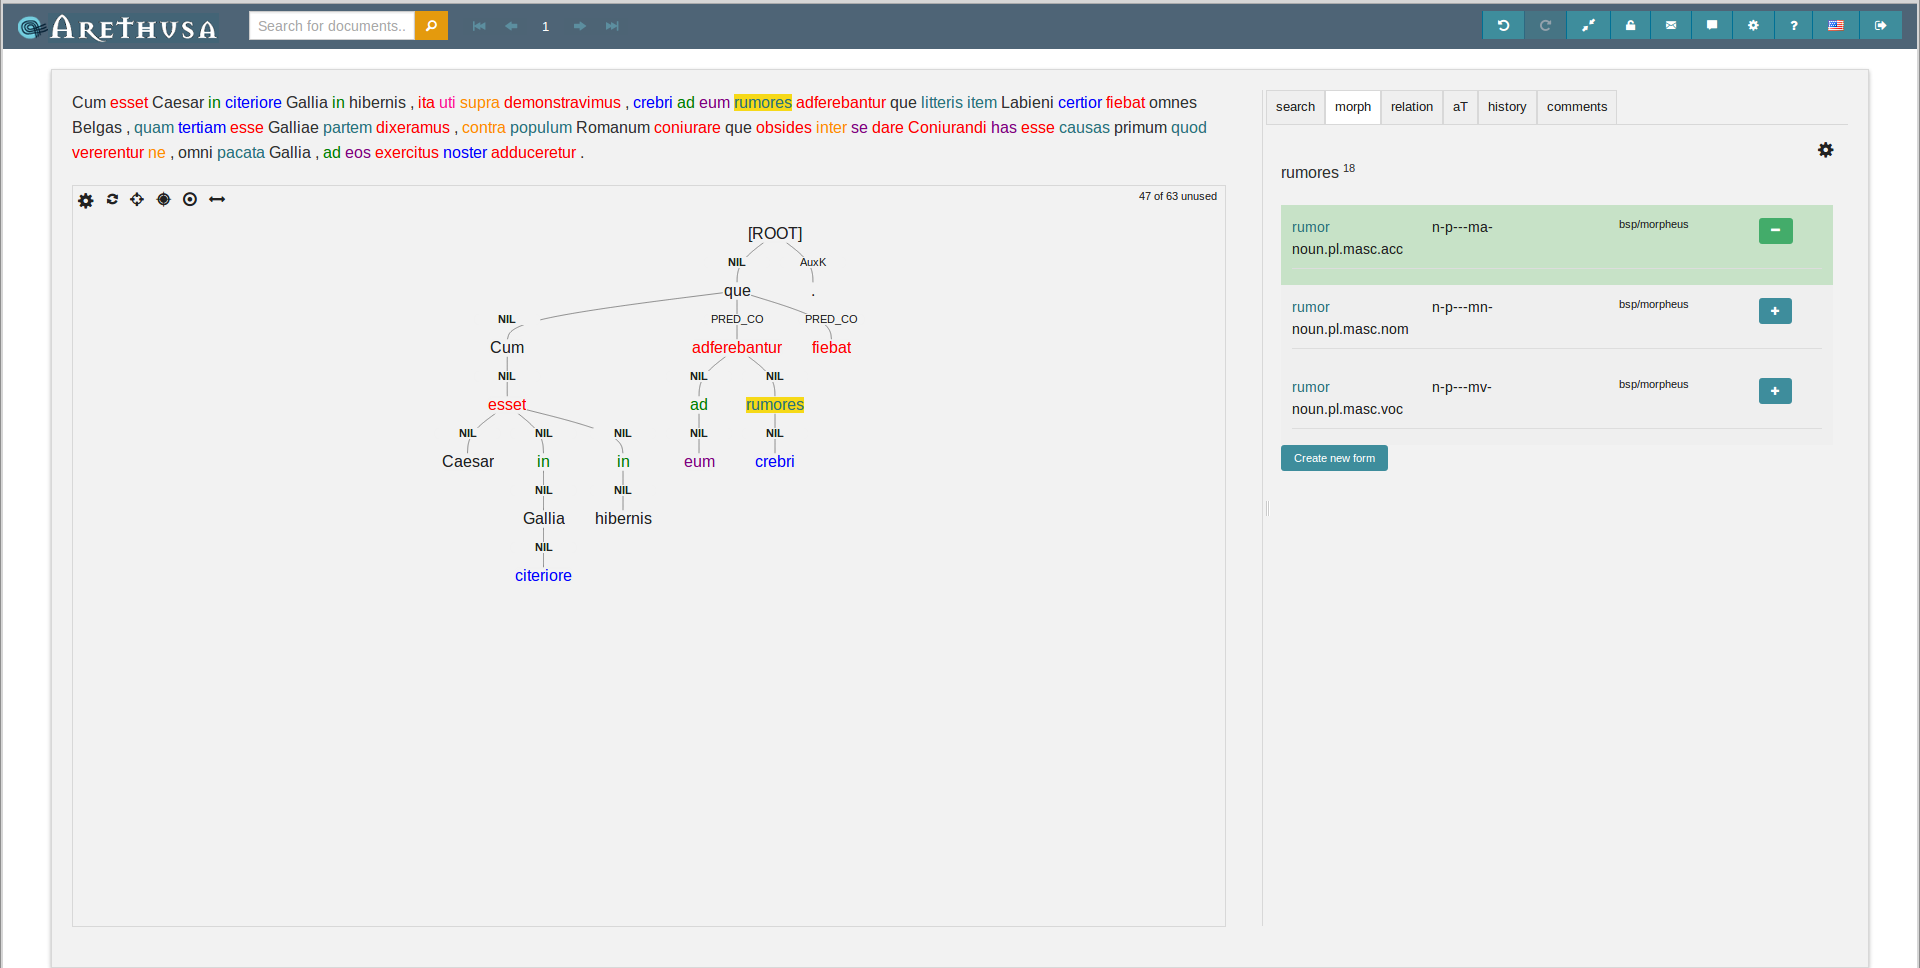 ARETHUSA
Search for documents..
1
Cum esset Caesar in citeriore Gallia in hibernis , ita uti supra demonstravimus , crebri ad eum rumores adferebantur que litteris item Labieni certior fiebat omnes
Belgas , quam tertiam esse Galliae partem dixeramus , contra populum Romanum coniurare que obsides inter se dare Coniurandi has esse causas primum quod
vererentur ne , omni pacata Gallia , ad eos exercitus noster adduceretur .
47 of 63 unused
[ROOT]
NIL AuxK
que .
NIL PRED_CO PRED_CO
Cum adferebantur fiebat
NIL NIL NIL
esset ad rumores
NIL NIL NIL NIL NIL
Caesar in in eum crebri
NIL NIL
Gallia hibernis
NIL
citeriore
search morph relation aT history comments
rumores 18
rumor n-p---ma- bsp/morpheus
noun.pl.masc.acc
rumor n-p---mn- bsp/morpheus
noun.pl.masc.nom
rumor n-p---mv- bsp/morpheus
noun.pl.masc.voc
Create new form